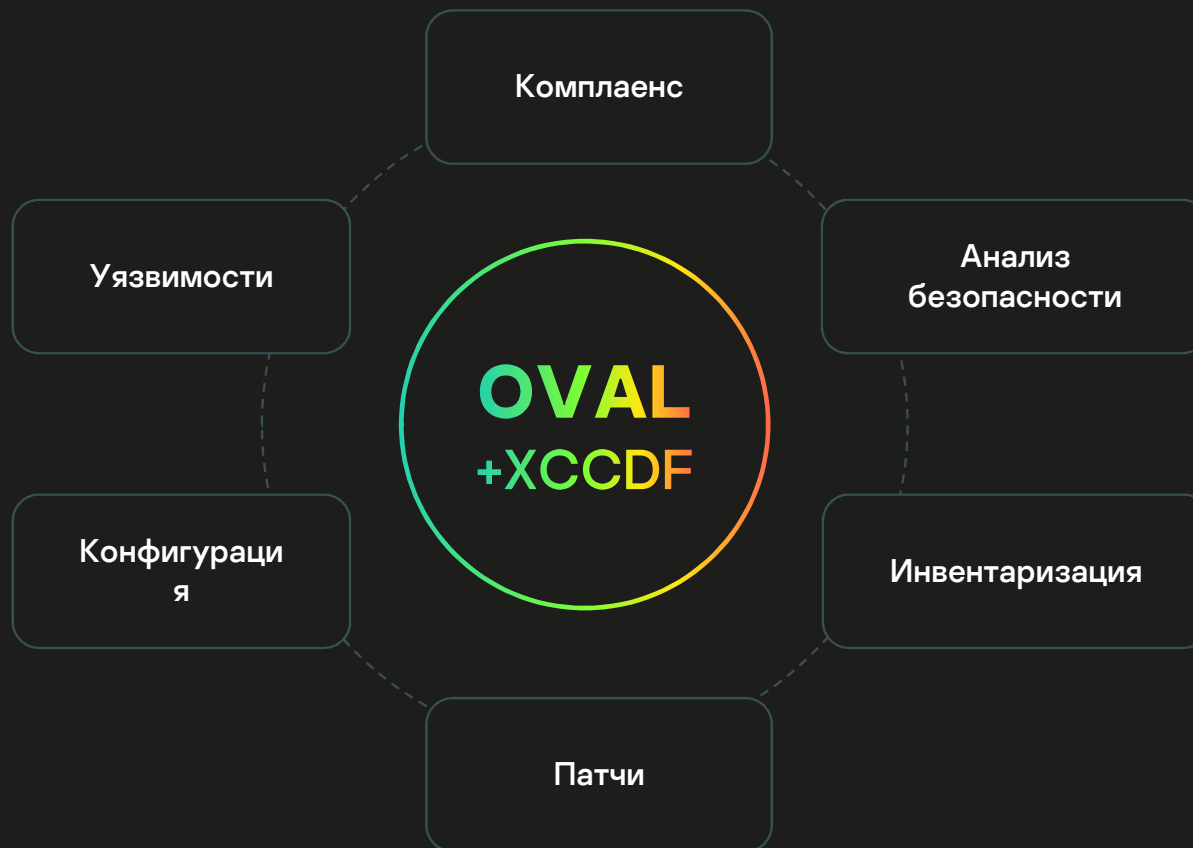 Комплаенс
Уязвимости
Анализ
безопасности
OVAL
+XCCDF
Конфигураци
я
Инвентаризация
Патчи